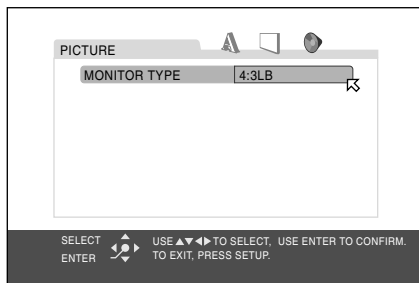 PICTURE
MONITOR TYPE 4:3LB
SELECT
ENTER
USE ▲▼◀▶ TO SELECT, USE ENTER TO CONFIRM.
TO EXIT, PRESS SETUP.